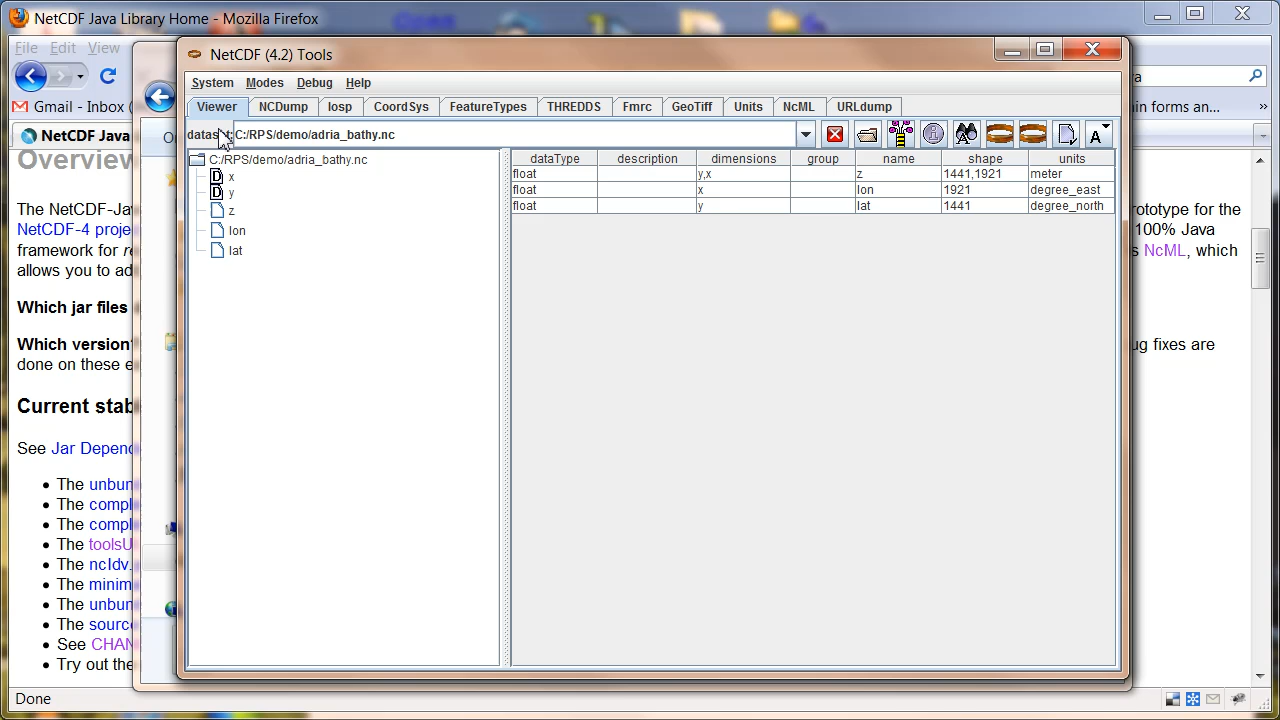 NetCDF Java Library Home - Mozilla Firefox
File Edit View
Gmail - Inbox (
ain forms an... »
NetCDF Java
NetCDF (4.2) Tools
System Modes Debug Help
Viewer NCDump Iosp CoordSys FeatureTypes THREDDS Fmrc GeoTiff Units NcML URLdump
C:/RPS/demo/adria_bathy.nc
C:/RPS/demo/adria_bathy.nc
x
y
z
lon
lat
dataType description dimensions group name shape units
float y,x z 1441,1921 meter
float x lon 1921 degree_east
float y lat 1441 degree_north
Overview
The NetCDF-Ja
NetCDF-4 proje
framework for re
allows you to ad
ototype for the
100% Java
s NcML, which
Which jar files
Which version
ug fixes are
done on these e
Current stab
See Jar Depend
The unbun
The compl
The compl
The toolsU
The ncIdv.
The minim
The unbun
The source
See CHAN
Try out the
Done